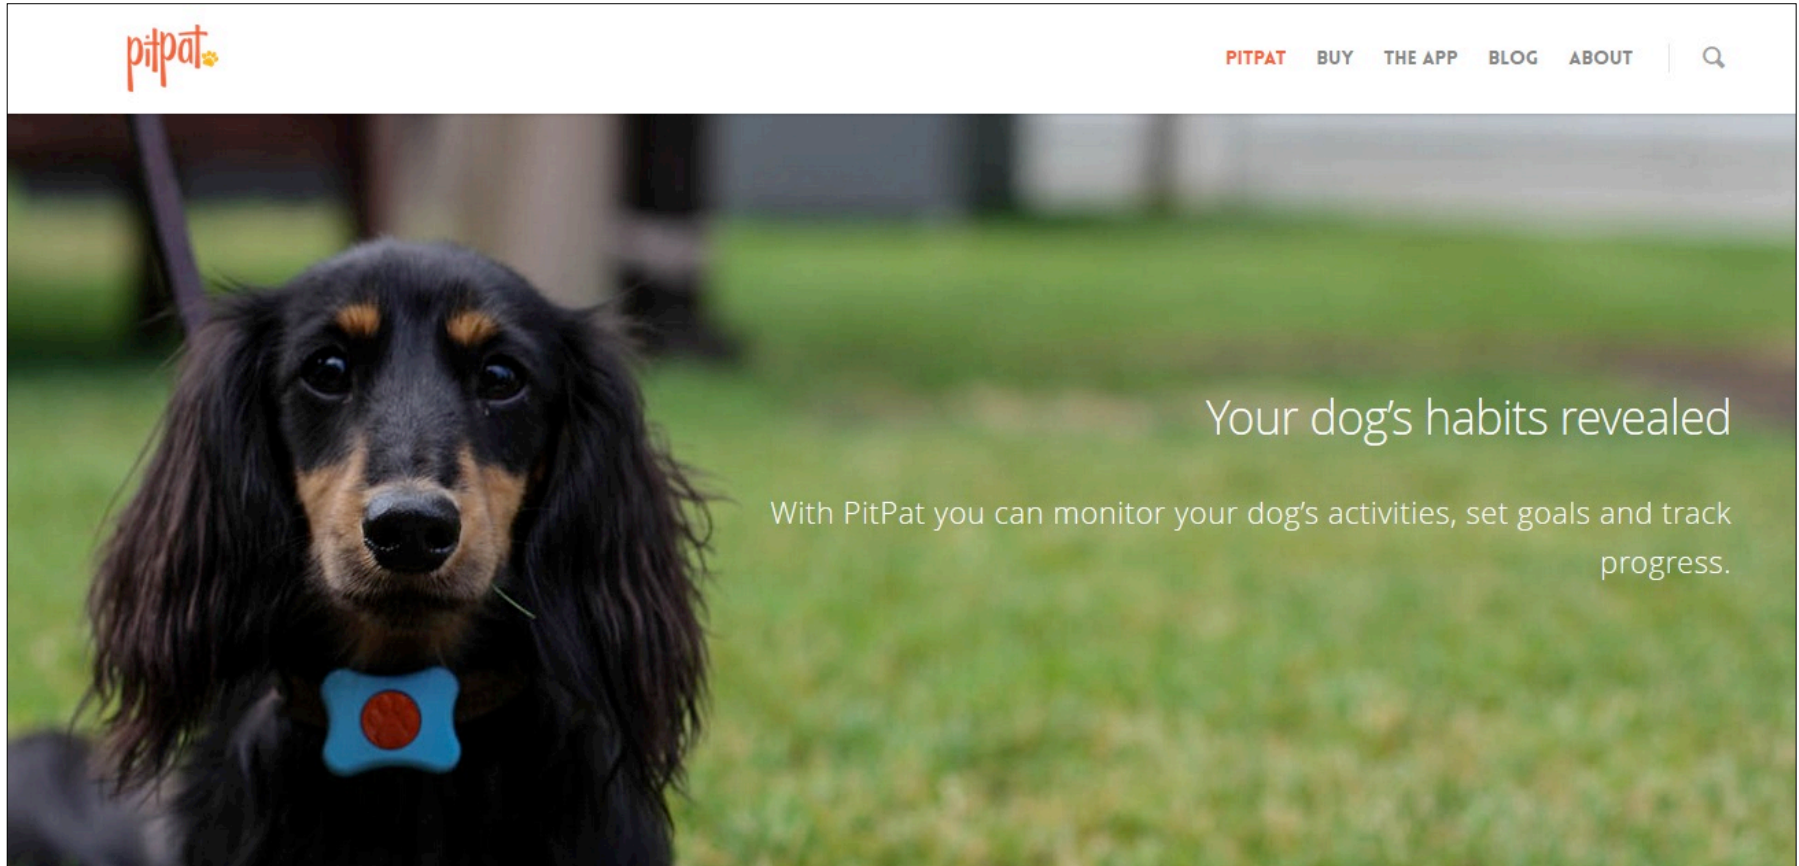 pitpat
PITPAT BUY THE APP BLOG ABOUT
Your dog's habits revealed
With PitPat you can monitor your dog's activities, set goals and track
progress.